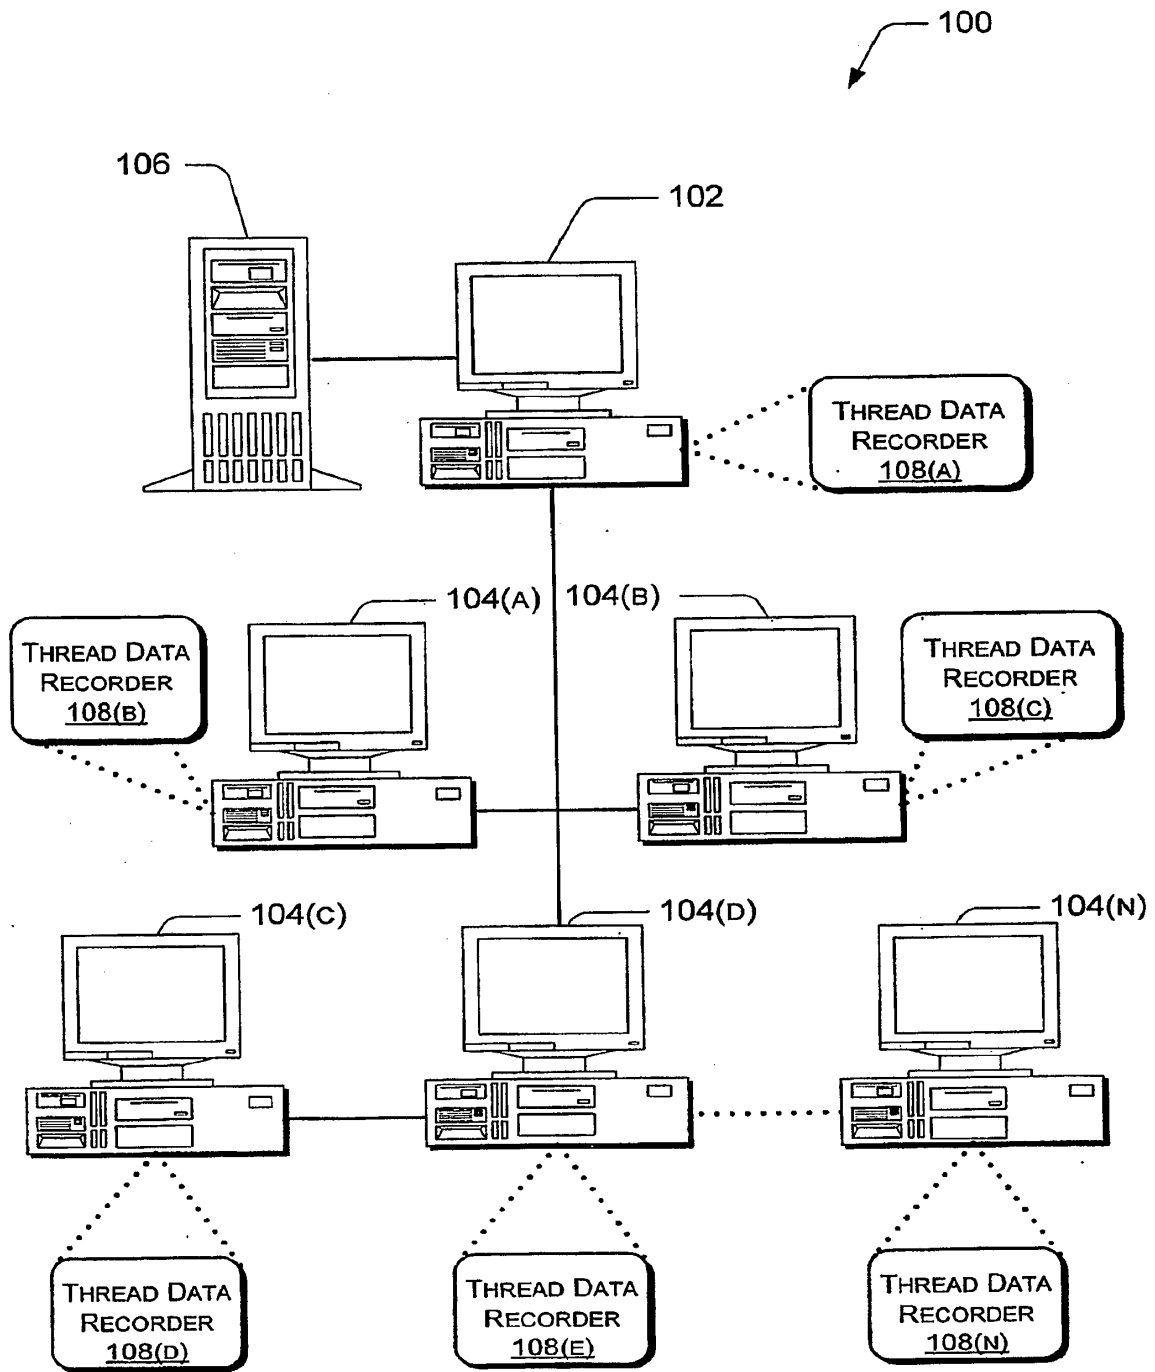 100
106
102
THREAD DATA
RECORDER
108(A)
104(A)
104(B)
THREAD DATA
RECORDER
108(B)
THREAD DATA
RECORDER
108(C)
104(C)
104(D)
104(N)
THREAD DATA
RECORDER
108(D)
THREAD DATA
RECORDER
108(E)
THREAD DATA
RECORDER
108(N)